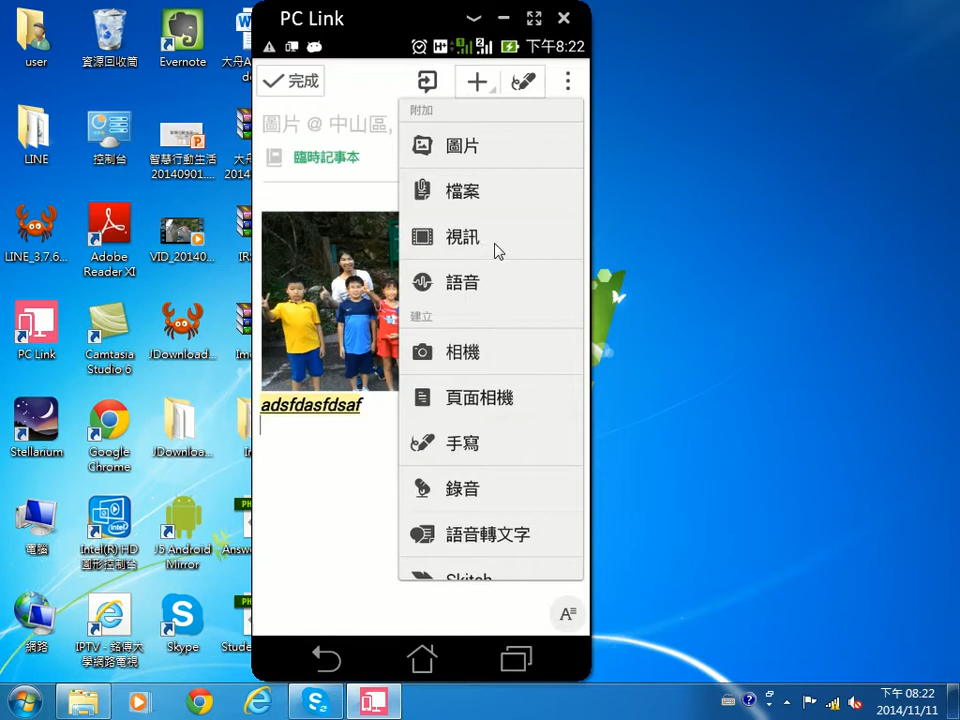 PC Link
下午8:22
完成
圖片 @ 中山區,
臨時記事本
adsfdasfdsaf
附加
圖片
檔案
視訊
語音
建立
相機
頁面相機
手寫
錄音
語音轉文字
Skitch
user
資源回收筒
Evernote
LINE
控制台
智慧行動生活
20140901....
LINE_3.7.6...
Adobe
Reader XI
VID_20140...
PC Link
Camtasia
Studio 6
JDownload...
Stellarium
Google
Chrome
JDownloa...
電腦
Intel(R) HD
圖形控制台
J5 Android
Mirror
網路
IPTV - 銘傳大
學網路電視
Skype
下午 08:22
2014/11/11